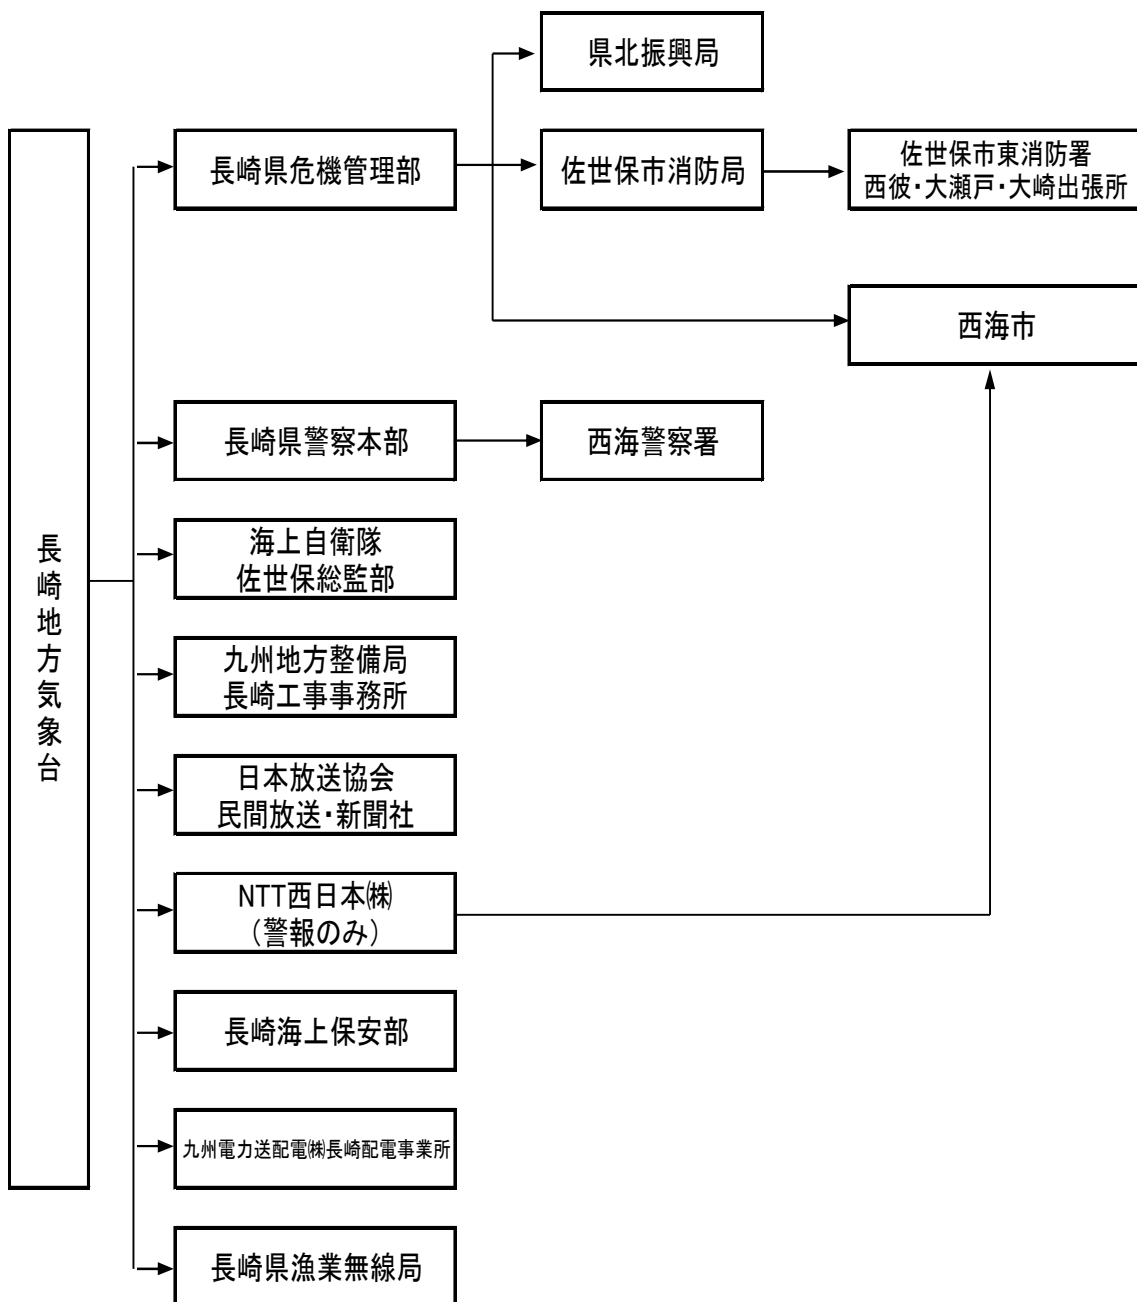 県北振興局
長崎県危機管理部
佐世保市消防局
佐世保市東消防署
西彼・大瀬戸・大崎出張所
西海市
長崎県警察本部
西海警察署
長崎地方気象台
海上自衛隊
佐世保総監部
九州地方整備局
長崎工事事務所
日本放送協会
民間放送・新聞社
NTT西日本㈱
（警報のみ）
長崎海上保安部
九州電力送配電㈱長崎配電事業所
長崎県漁業無線局